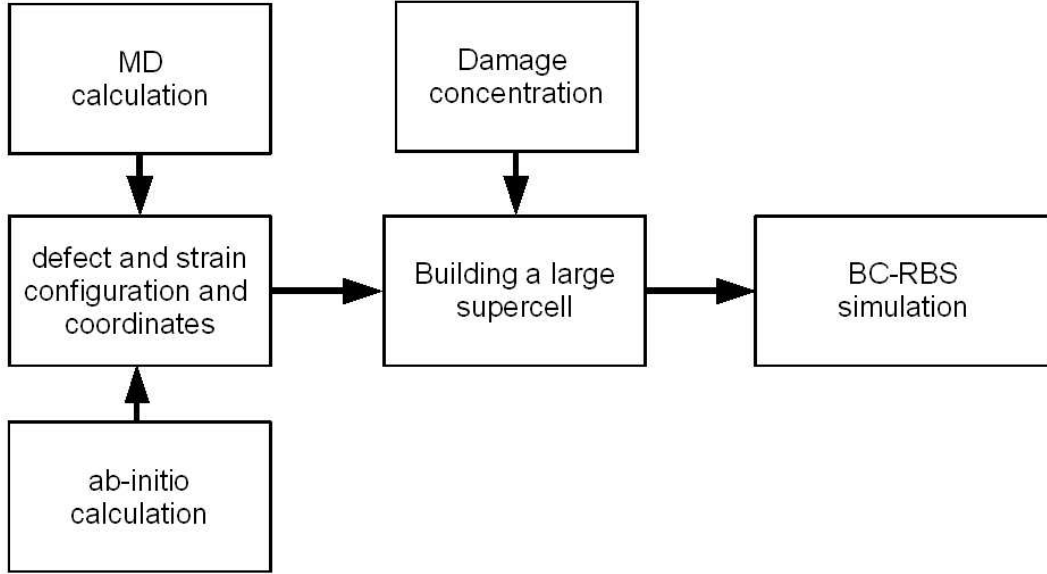 MD
calculation
Damage
concentration
defect and strain
configuration and
coordinates
Building a large
supercell
BC-RBS
simulation
ab-initio
calculation